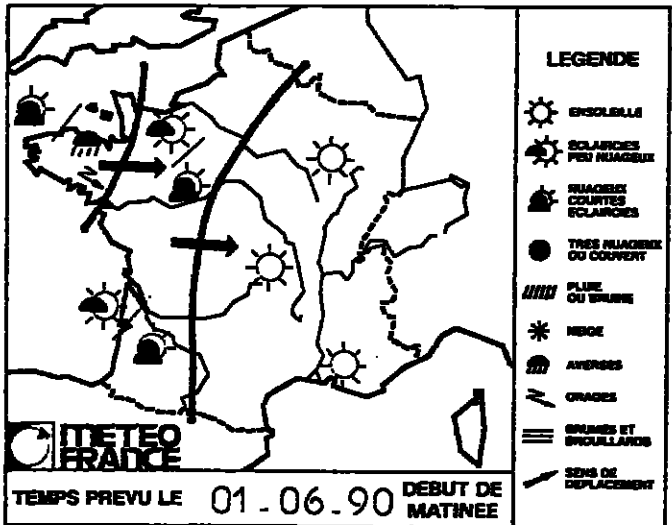 LEGENDE
ENSOLEILLE
ECLAIRCIES
PEU NUAGEUX
NUAGEUX
COURTES
ECLAIRCIES
TRES NUAGEUX
OU COUVERT
PLUIE
OU BRUINE
NEIGE
AVERSES
ORAGES
BRUMES ET
BROUILLARDS
SENS DE
DEPLACEMENT
METEO
FRANCE
TEMPS PREVU LE 01-06-90 DEBUT DE
MATINEE